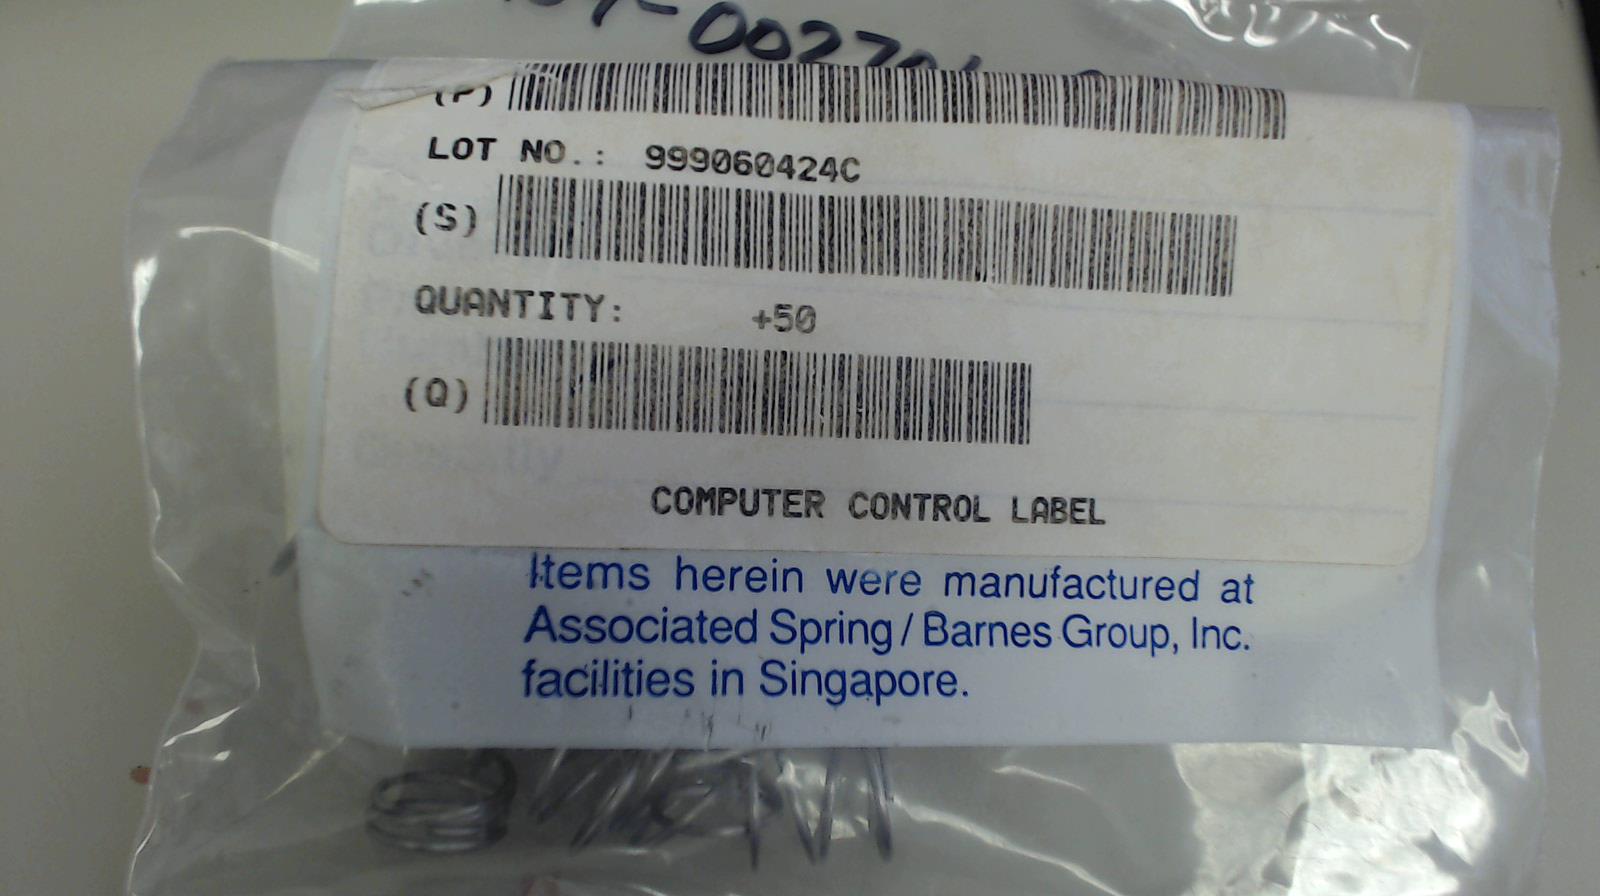 (P)
LOT NO.: 999060424C
(S)
QUANTITY: +50
(Q)
COMPUTER CONTROL LABEL
Items herein were manufactured at
Associated Spring / Barnes Group, Inc.
facilities in Singapore.